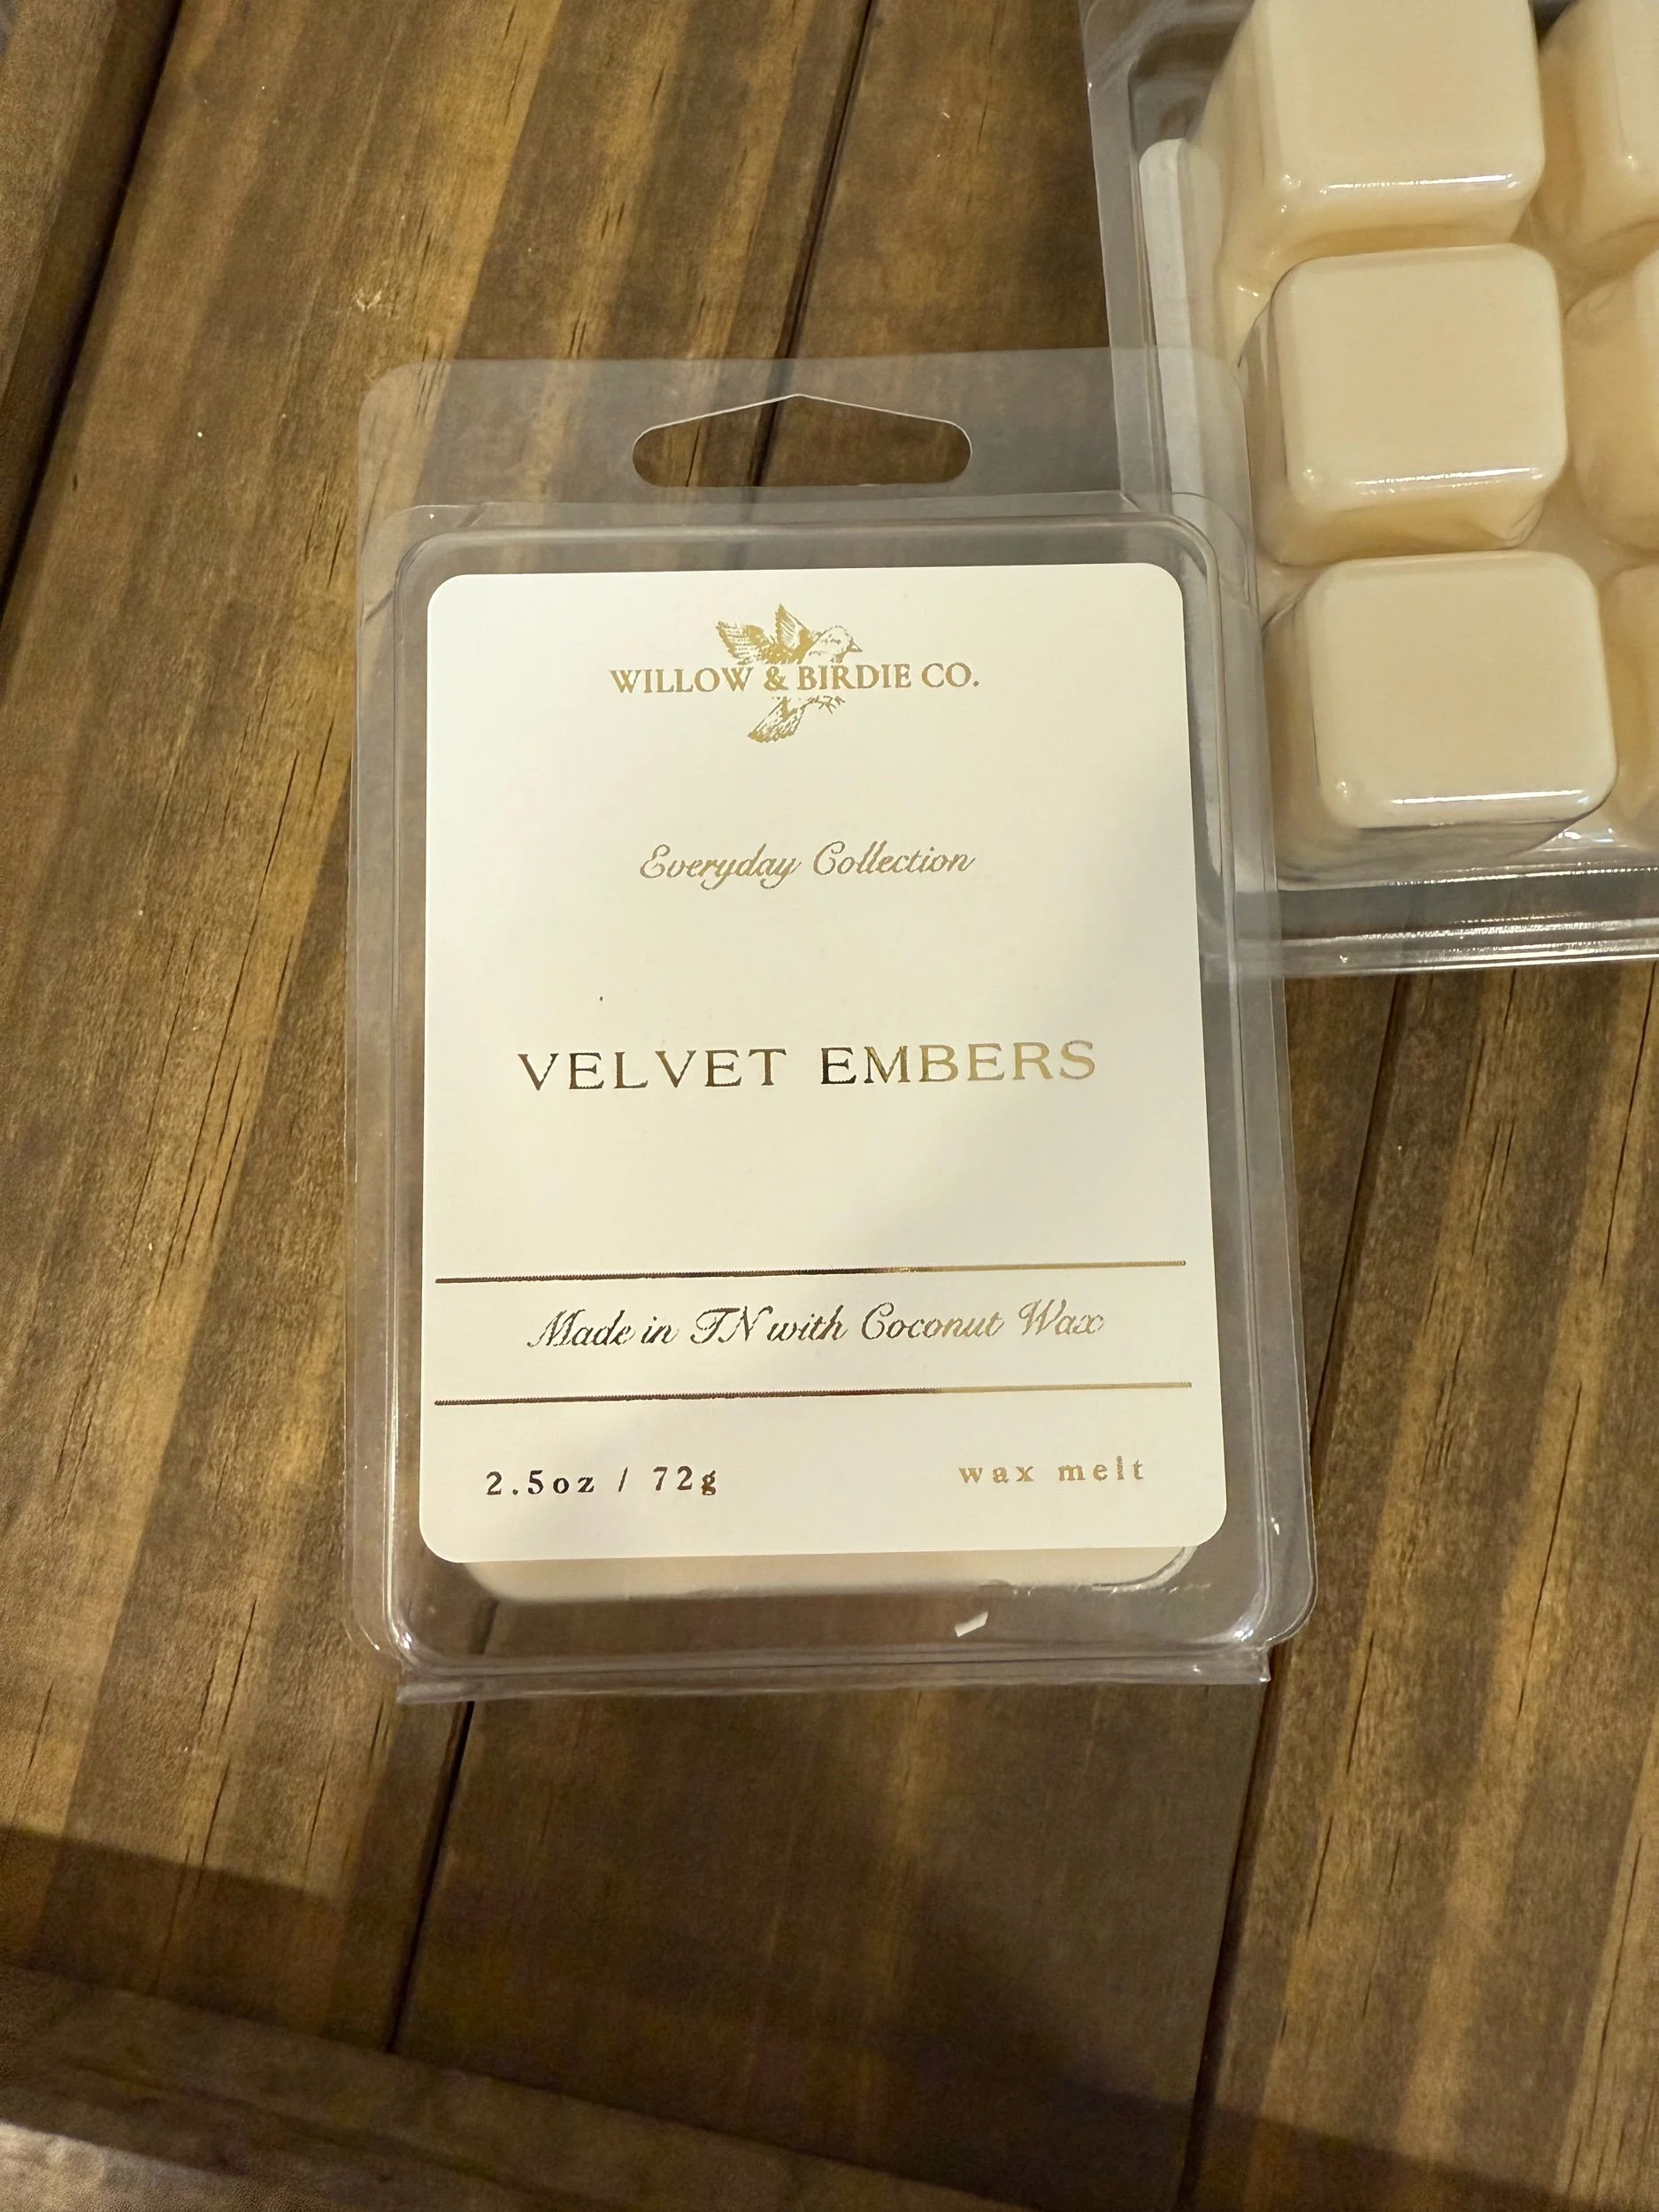 WILLOW & BIRDIE CO.
Everyday Collection
VELVET EMBERS
Made in TN with Coconut Wax
2.5oz / 72g
wax melt